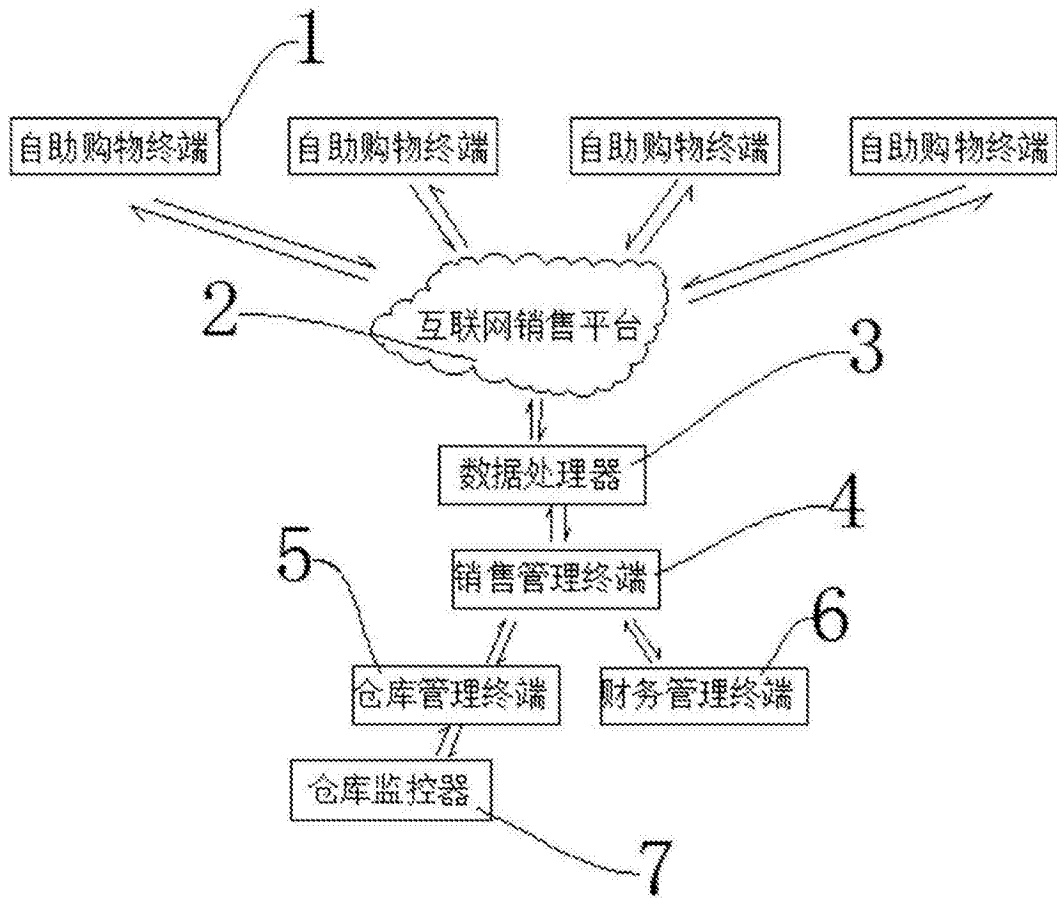 1
自助购物终端
自助购物终端
自助购物终端
自助购物终端
2
互联网销售平台
3
数据处理器
4
销售管理终端
5
6
仓库管理终端
财务管理终端
仓库监控器
7